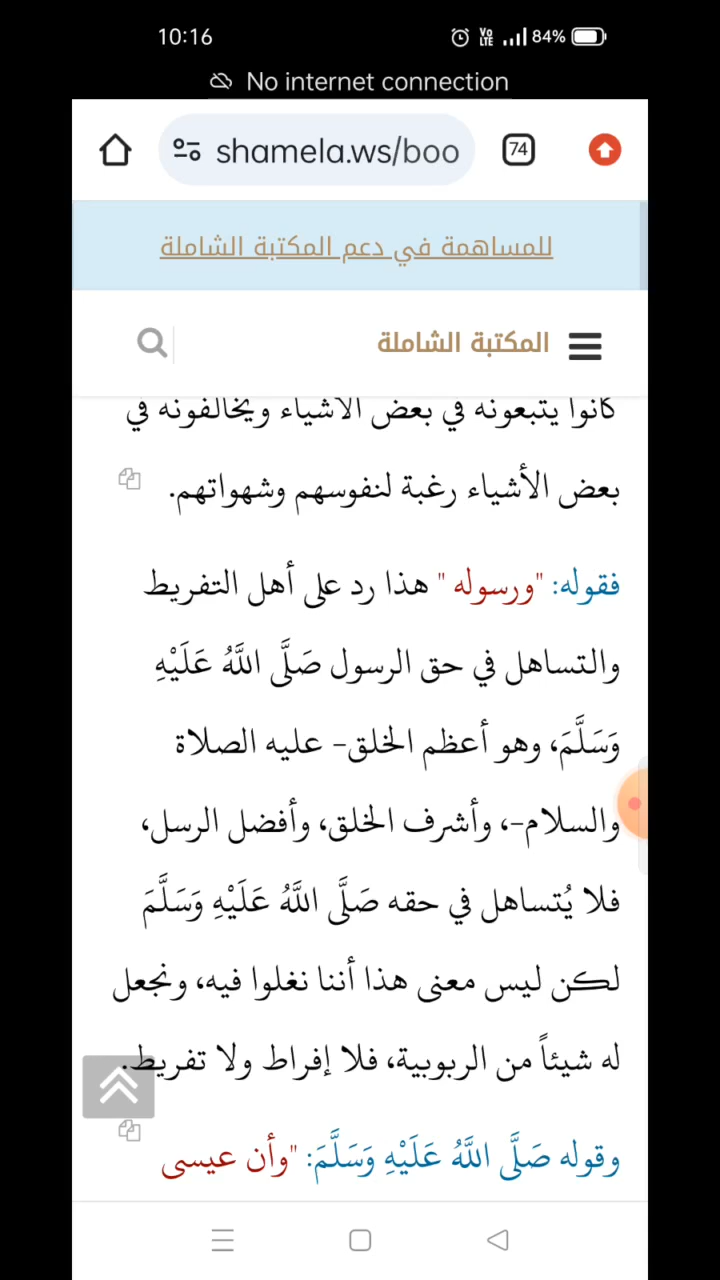 10:16 Vo LTE 84%
No internet connection
shamela.ws/boo 74
للمساهمة في دعم المكتبة الشاملة
المكتبة الشاملة
كانوا يتبعونه في بعض الأشياء ويخالفونه في
بعض الأشياء رغبة لنفوسهم وشهواتهم.
فقوله: "ورسوله" هذا رد على أهل التفريط
والتساهل في حق الرسول صَلَّى اللَّهُ عَلَيْهِ
وَسَلَّمَ، وهو أعظم الخلق- عليه الصلاة
والسلام-، وأشرف الخلق، وأفضل الرسل،
فلا يُتساهل في حقه صَلَّى اللَّهُ عَلَيْهِ وَسَلَّمَ
لكن ليس معنى هذا أننا نغلوا فيه، ونجعل
له شيئاً من الربوبية، فلا إفراط ولا تفريط.
وقوله صَلَّى اللَّهُ عَلَيْهِ وَسَلَّمَ: "وأن عيسى